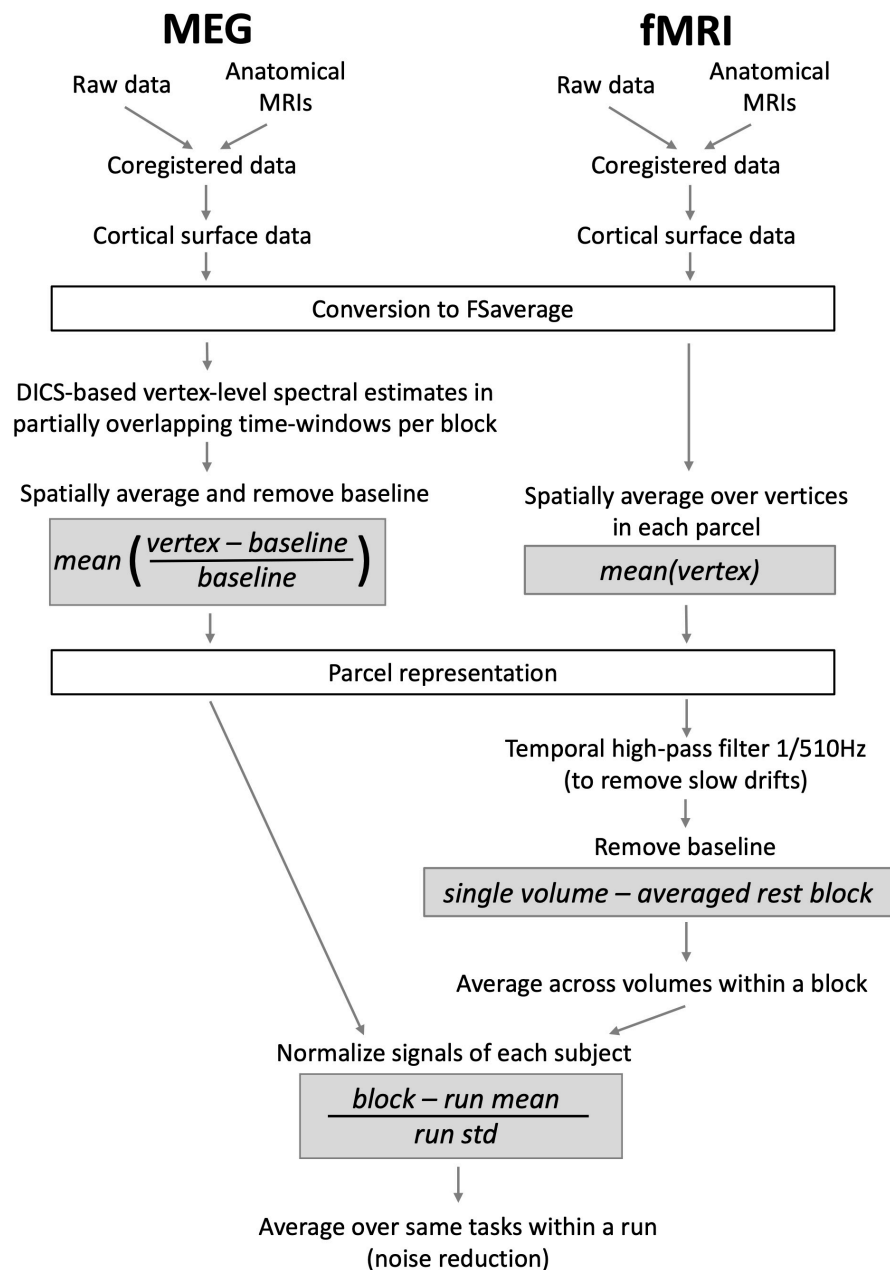 MEG
fMRI
Raw data
Anatomical
MRIs
Raw data
Anatomical
MRIs
Coregistered data
Coregistered data
Cortical surface data
Cortical surface data
Conversion to FSaverage
DICS-based vertex-level spectral estimates in
partially overlapping time-windows per block
Spatially average and remove baseline
mean ( vertex – baseline
baseline )
Spatially average over vertices
in each parcel
mean(vertex)
Parcel representation
Temporal high-pass filter 1/510Hz
(to remove slow drifts)
Remove baseline
single volume – averaged rest block
Average across volumes within a block
Normalize signals of each subject
block – run mean
run std
Average over same tasks within a run
(noise reduction)